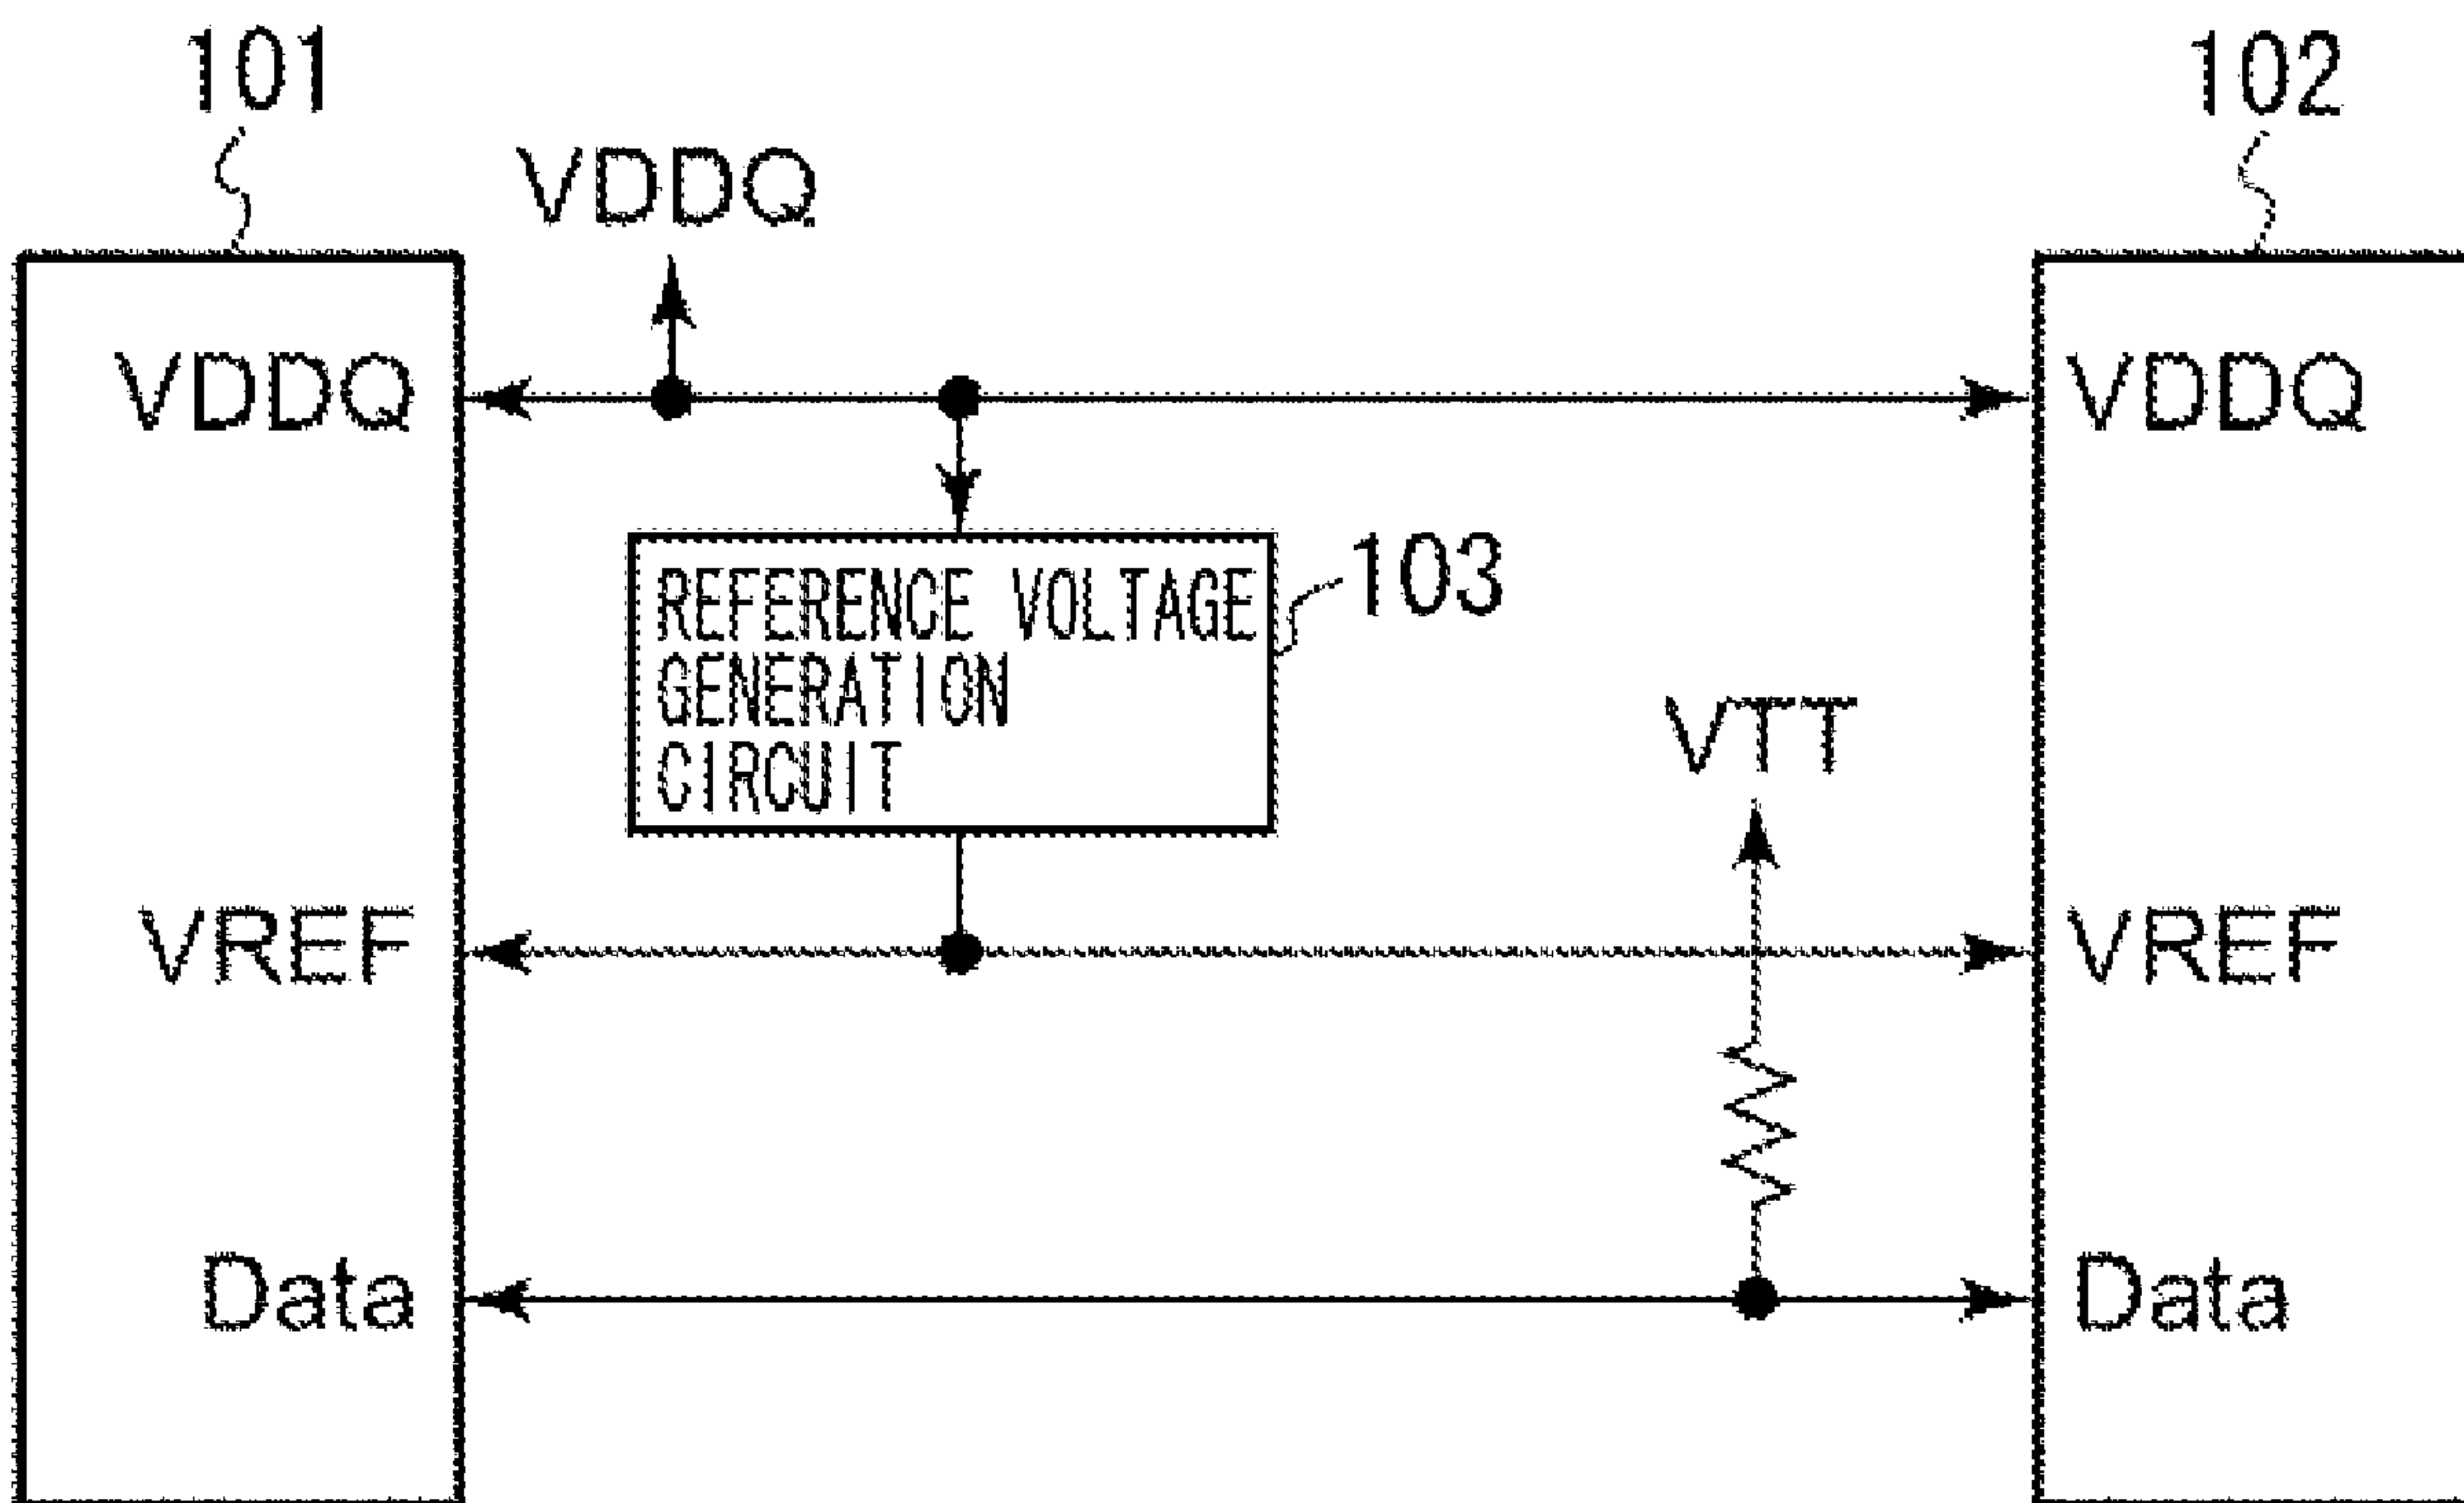 101
102
VDDQ
VDDQ
VDDQ
REFERENCE VOLTAGE
GENERATION
CIRCUIT
103
VTT
VREF
VREF
Data
Data